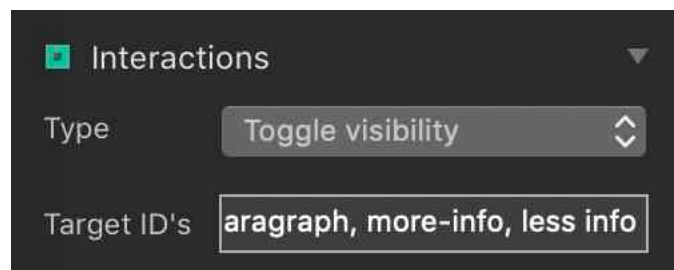 Interactions
Type Toggle visibility
Target ID's aragraph, more-info, less info